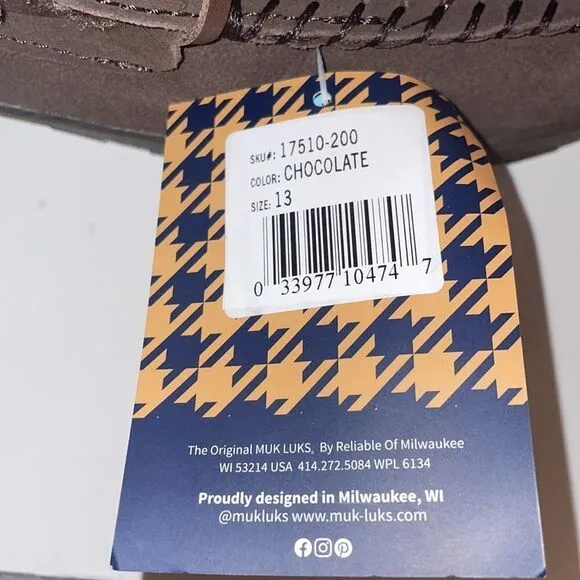 SKU#: 17510-200
COLOR: CHOCOLATE
SIZE: 13
0 33977 10474 7
The Original MUK LUKS® By Reliable Of Milwaukee
WI 53214 USA 414.272.5084 WPL 6134
Proudly designed in Milwaukee, WI
@mukluks www.muk-luks.com